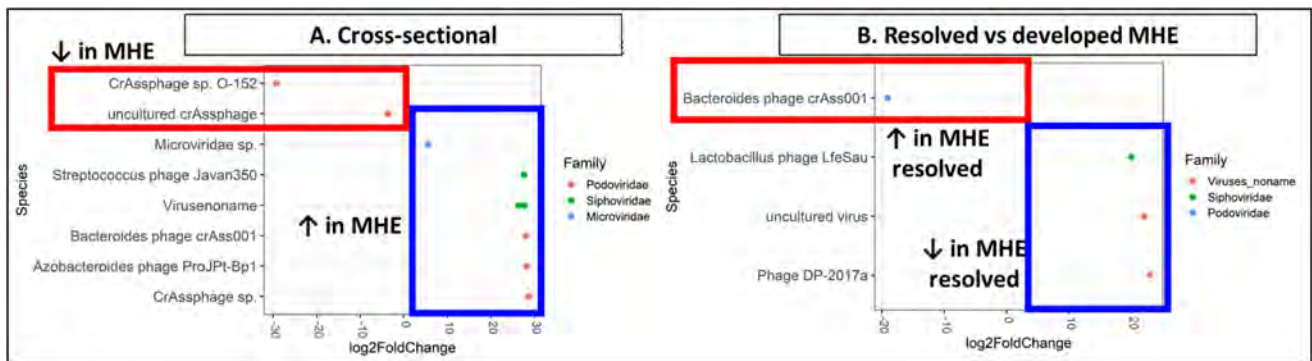 A. Cross-sectional
↓ in MHE
CrAssphage sp. O-152
uncultured crAssphage
Microviridae sp.
Streptococcus phage Javan350
Virusenoname
Bacteroides phage crAss001
Azobacteroides phage ProJPt-Bp1
CrAssphage sp.
Species
↑ in MHE
-30
-20
-10
0
10
20
30
log2FoldChange
Family
Podoviridae
Siphoviridae
Microviridae
B. Resolved vs developed MHE
Bacteroides phage crAss001
Lactobacillus phage LfeSau
uncultured virus
Phage DP-2017a
Species
↑ in MHE
resolved
↓ in MHE
resolved
-20
-10
0
10
20
log2FoldChange
Family
Viruses_noname
Siphoviridae
Podoviridae